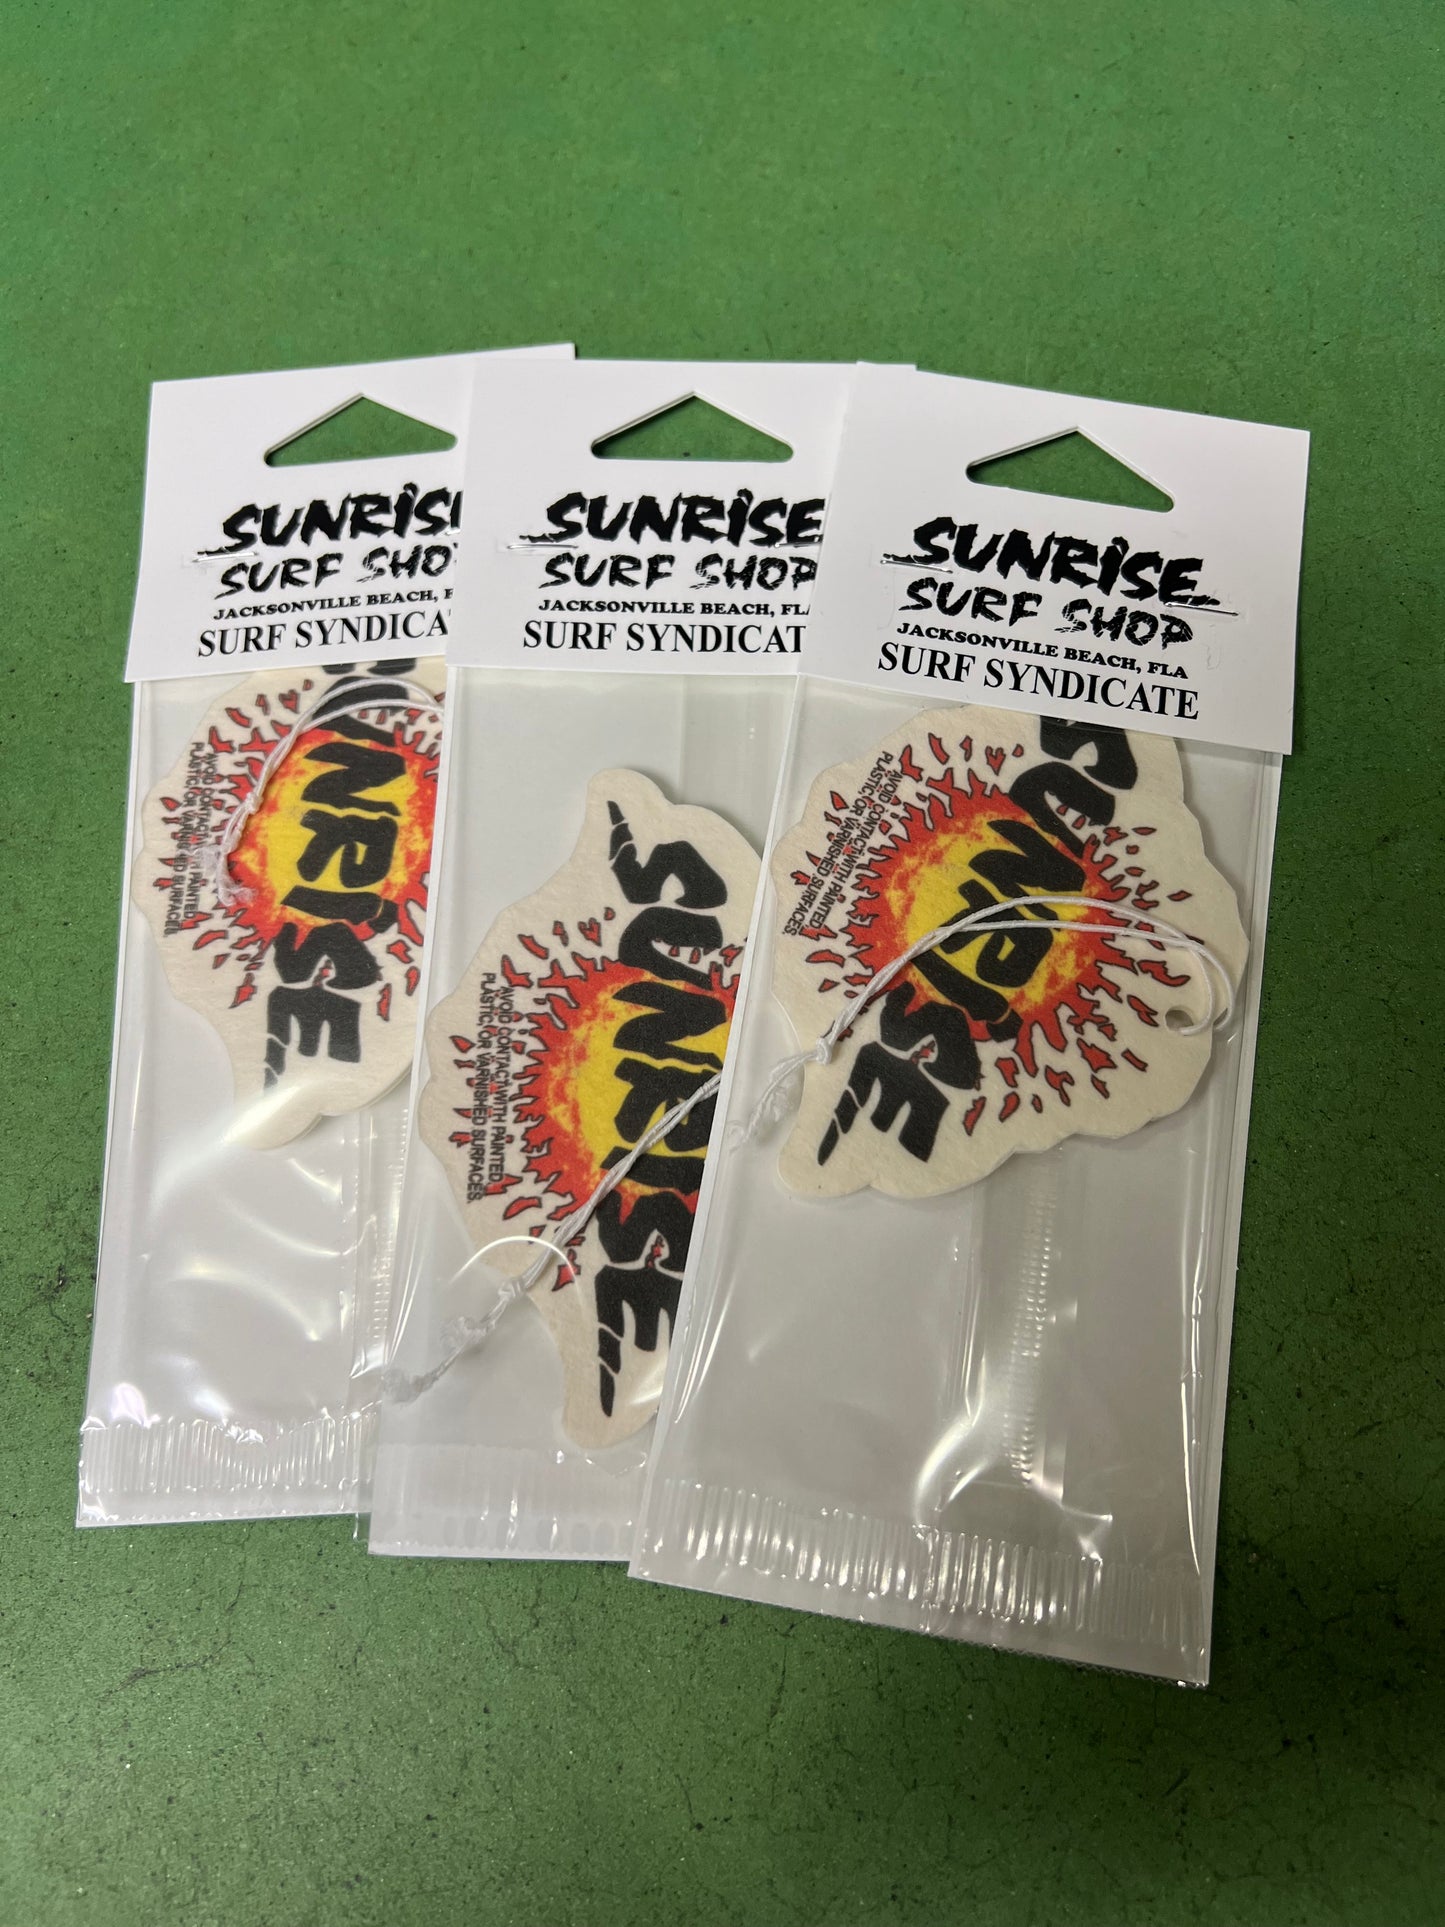 SUNRISE
SURF SHO
JACKSONVILLE BEACH, F
SURF SYNDICA
SUNRISE
AVOID CONTACT WITH PAINTED,
PLASTIC, OR VARNISHED SURFACES.
SUNRISE
SURF SHOP
JACKSONVILLE BEACH, FLA
SURF SYNDICAT
SUNRISE
AVOID CONTACT WITH PAINTED,
PLASTIC, OR VARNISHED SURFACES.
SUNRISE
SURF SHOP
JACKSONVILLE BEACH, FLA
SURF SYNDICATE
SUNRISE
AVOID CONTACT WITH PAINTED,
PLASTIC, OR VARNISHED SURFACES.